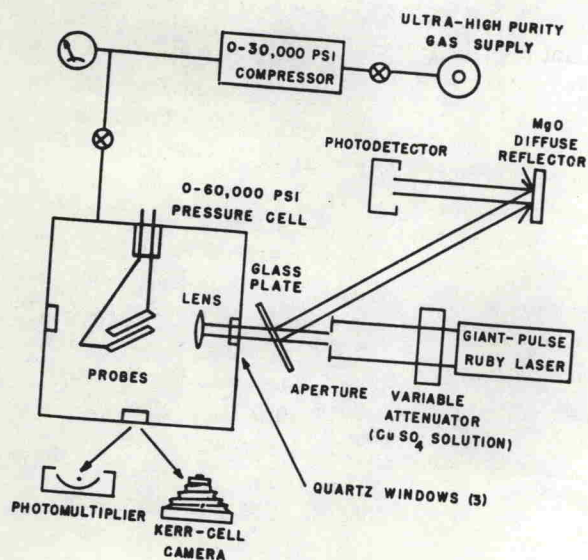 ULTRA-HIGH PURITY
GAS SUPPLY
0-30,000 PSI
COMPRESSOR
MgO
DIFFUSE
REFLECTOR
PHOTODETECTOR
0-60,000 PSI
PRESSURE CELL
GLASS
PLATE
LENS
GIANT-PULSE
RUBY LASER
PROBES
APERTURE
VARIABLE
ATTENUATOR
(CuSO4 SOLUTION)
QUARTZ WINDOWS (3)
PHOTOMULTIPLIER
KERR-CELL
CAMERA